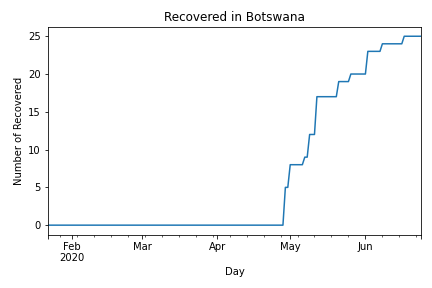 Recovered in Botswana
Number of Recovered
25
20
15
10
5
0
Feb
2020
Mar
Apr
May
Jun
Day